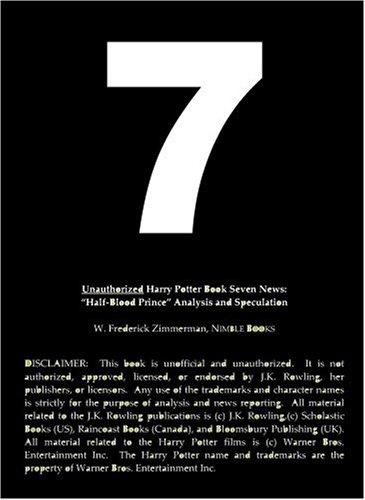 7
Unauthorized Harry Potter Book Seven News:
"Half-Blood Prince" Analysis and Speculation
W. Frederick Zimmerman, NIMBLE BOOKS
DISCLAIMER: This book is unofficial and unauthorized. It is not
authorized, approved, licensed, or endorsed by J.K. Rowling, her
publishers, or licensors. Any use of the trademarks and character names
is strictly for the purpose of analysis and news reporting. All material
related to the J.K. Rowling publications is (c) J.K. Rowling,(c) Scholastic
Books (US), Raincoast Books (Canada), and Bloomsbury Publishing (UK).
All material related to the Harry Potter films is (c) Warner Bros.
Entertainment Inc. The Harry Potter name and trademarks are the
property of Warner Bros. Entertainment Inc.